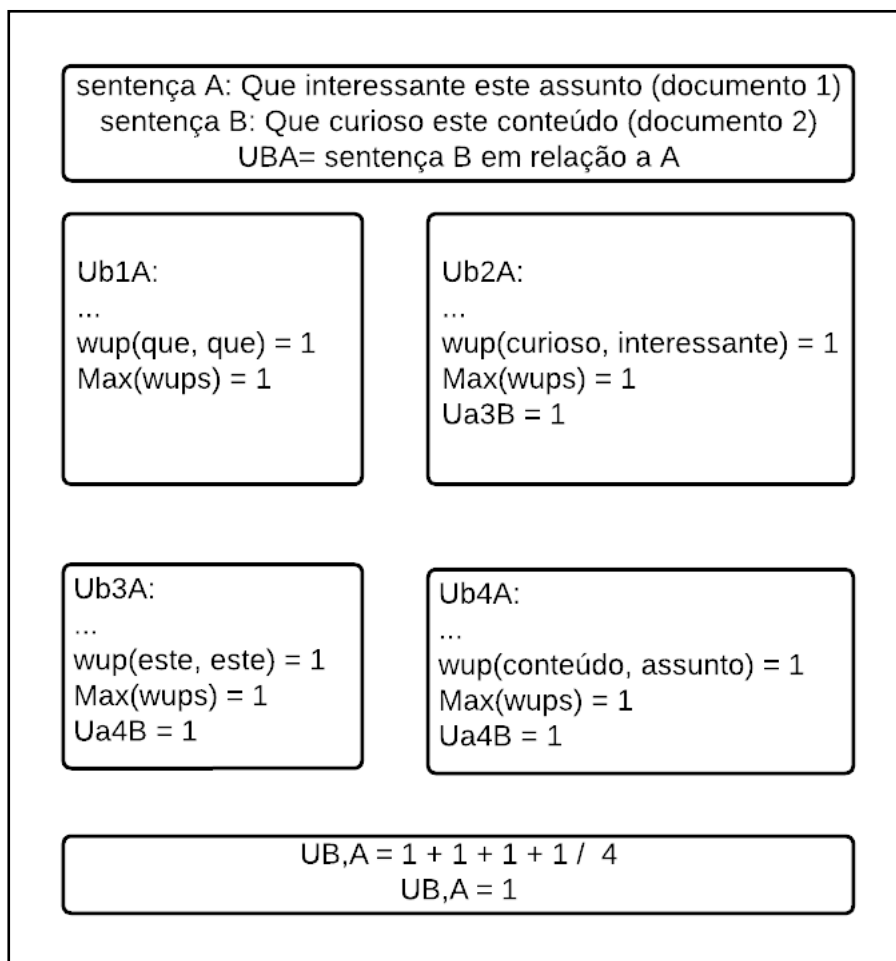 sentença A: Que interessante este assunto (documento 1)
sentença B: Que curioso este conteúdo (documento 2)
UBA= sentença B em relação a A
Ub1A:
...
wup(que, que) = 1
Max(wups) = 1
Ub2A:
...
wup(curioso, interessante) = 1
Max(wups) = 1
Ua3B = 1
Ub3A:
...
wup(este, este) = 1
Max(wups) = 1
Ua4B = 1
Ub4A:
...
wup(conteúdo, assunto) = 1
Max(wups) = 1
Ua4B = 1
UB,A = 1 + 1 + 1 + 1 /  4
UB,A = 1